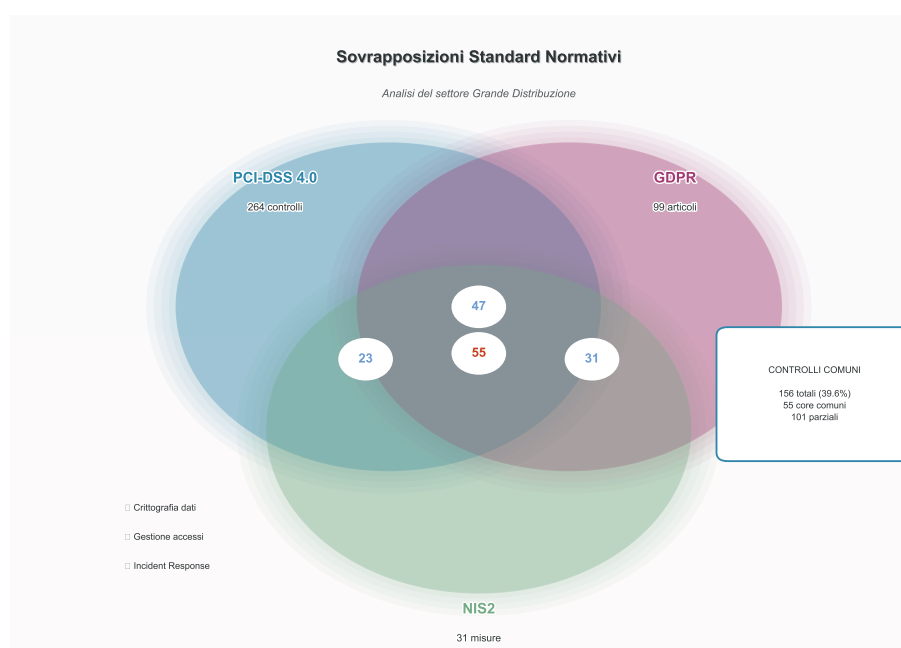 Sovrapposizioni Standard Normativi
Analisi del settore Grande Distribuzione
PCI-DSS 4.0
264 controlli
GDPR
99 articoli
47
55
23
31
CONTROLLI COMUNI
156 totali (39.6%)
55 core comuni
101 parziali
Crittografia dati
Gestione accessi
Incident Response
NIS2
31 misure